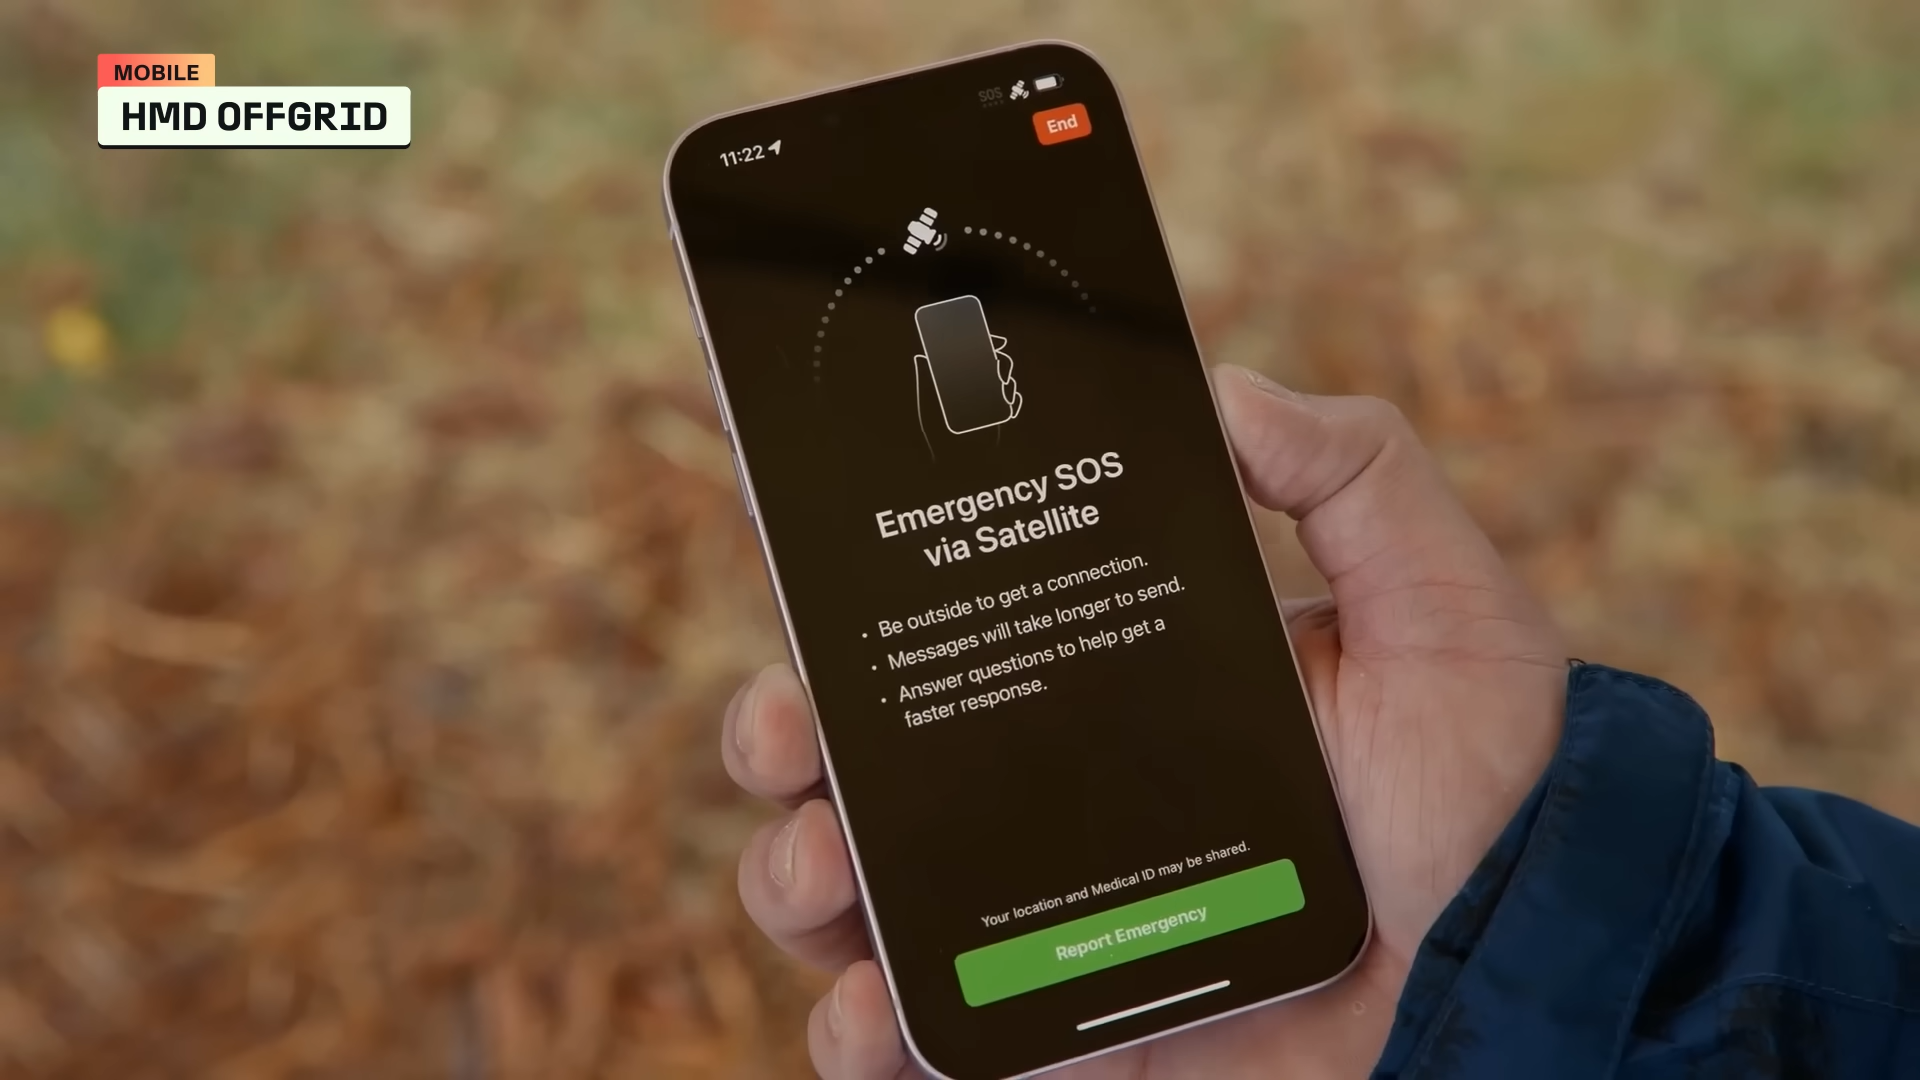 MOBILE
HMD OFFGRID
SOS
11:22
End
Emergency SOS
via Satellite
• Be outside to get a connection.
• Messages will take longer to send.
• Answer questions to help get a
faster response.
Your location and Medical ID may be shared.
Report Emergency